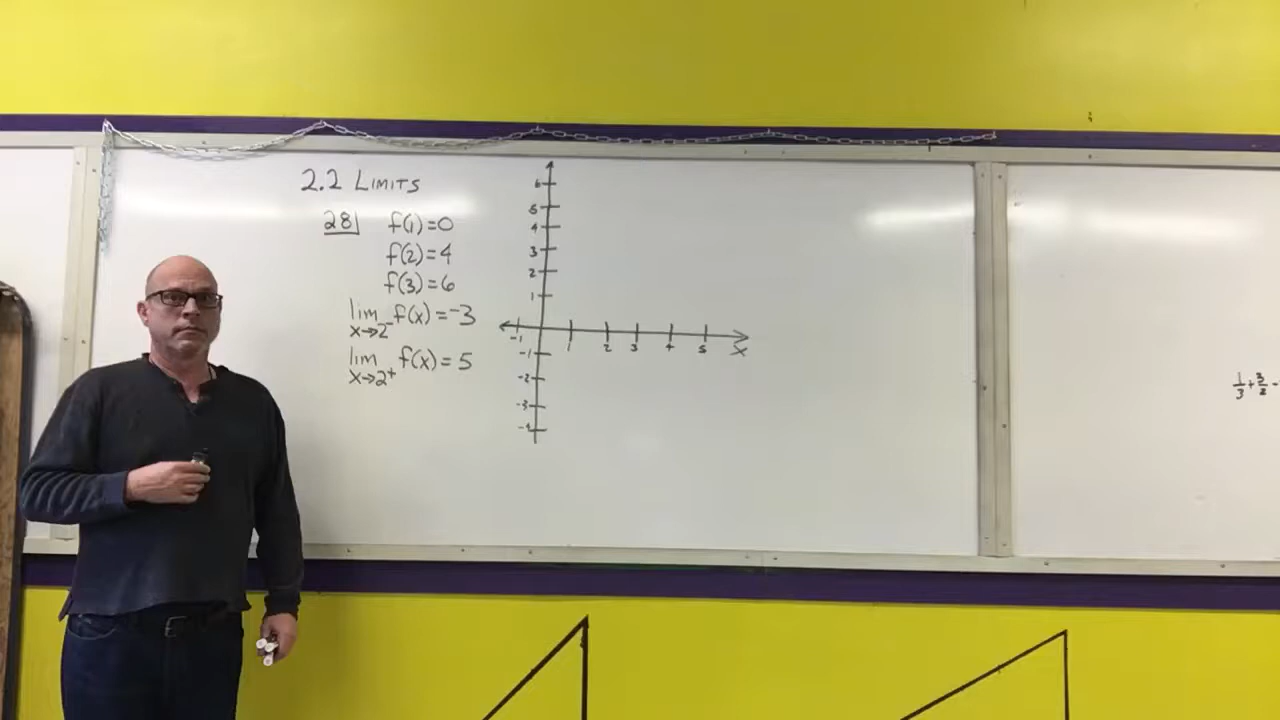 2.2 LIMITS
28| f(1)=0
f(2)=4
f(3)=6
lim f(x)=-3
x→2⁻
lim f(x)=5
x→2⁺
6
5
4
3
2
1
-1 1 2 3 4 5 x
-1
-2
-3
-4